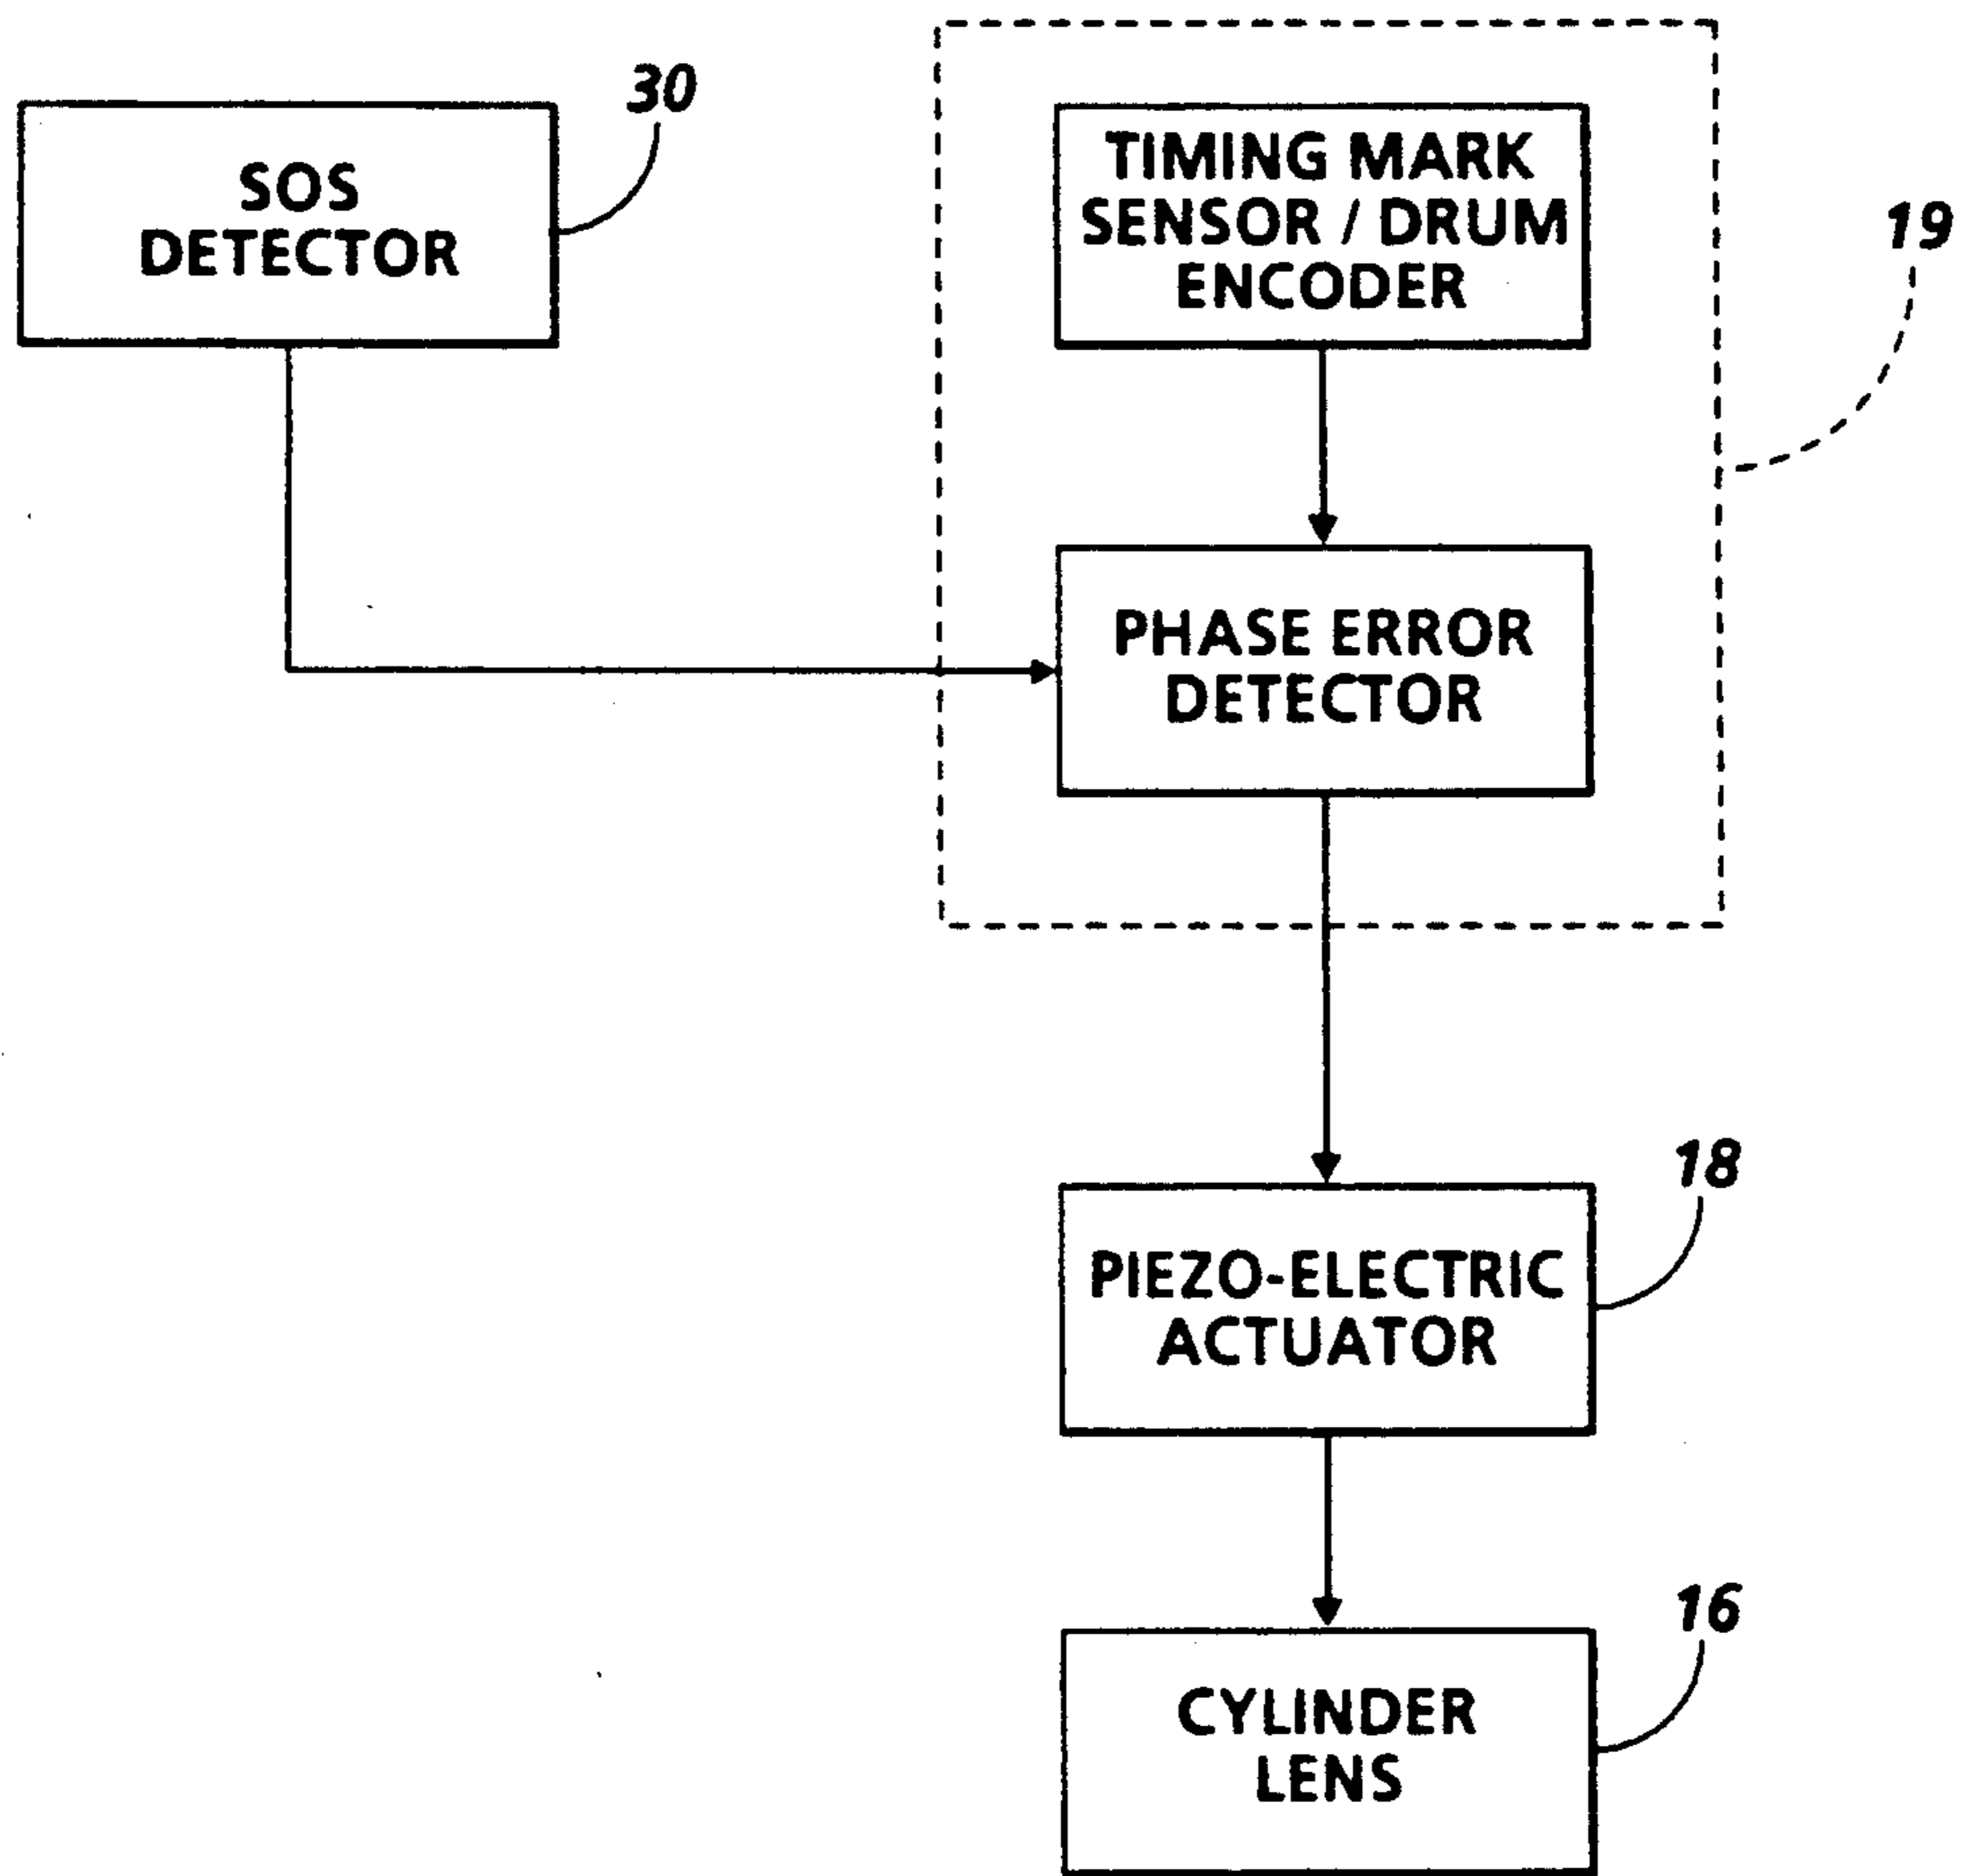 30
SOS
DETECTOR
TIMING MARK
SENSOR / DRUM
ENCODER
19
PHASE ERROR
DETECTOR
18
PIEZO-ELECTRIC
ACTUATOR
16
CYLINDER
LENS